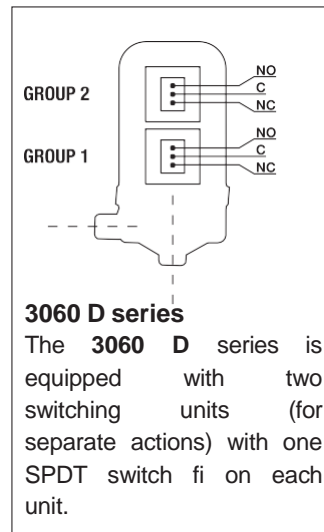 NO
GROUP 2 C
NC
NO
GROUP 1 C
NC
3060 D series
The 3060 D series is
equipped with two
switching units (for
separate actions) with one
SPDT switch fi on each
unit.